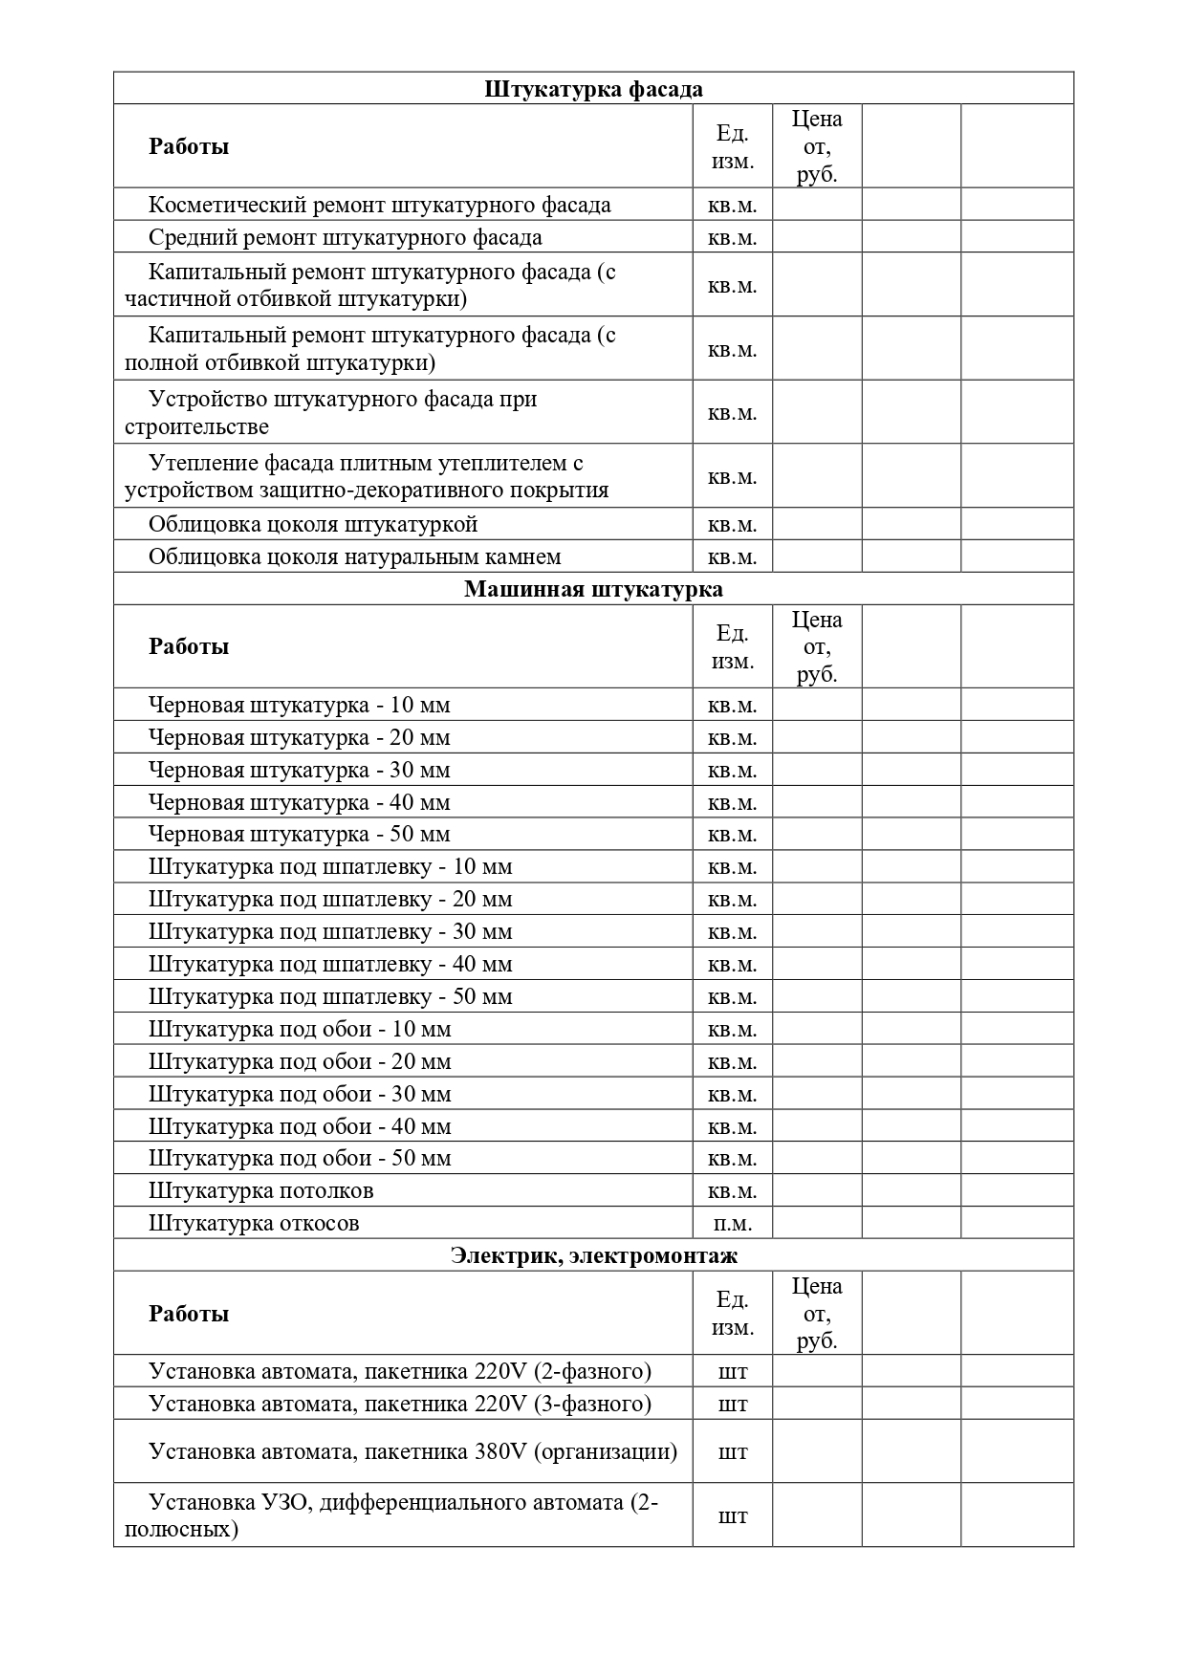 Штукатурка фасада
Работы
Ед.
изм.
Цена
от,
руб.
Косметический ремонт штукатурного фасада кв.м.
Средний ремонт штукатурного фасада кв.м.
Капитальный ремонт штукатурного фасада (с
частичной отбивкой штукатурки)
кв.м.
Капитальный ремонт штукатурного фасада (с
полной отбивкой штукатурки)
кв.м.
Устройство штукатурного фасада при
строительстве
кв.м.
Утепление фасада плитным утеплителем с
устройством защитно-декоративного покрытия
кв.м.
Облицовка цоколя штукатуркой кв.м.
Облицовка цоколя натуральным камнем кв.м.
Машинная штукатурка
Работы
Ед.
изм.
Цена
от,
руб.
Черновая штукатурка - 10 мм кв.м.
Черновая штукатурка - 20 мм кв.м.
Черновая штукатурка - 30 мм кв.м.
Черновая штукатурка - 40 мм кв.м.
Черновая штукатурка - 50 мм кв.м.
Штукатурка под шпатлевку - 10 мм кв.м.
Штукатурка под шпатлевку - 20 мм кв.м.
Штукатурка под шпатлевку - 30 мм кв.м.
Штукатурка под шпатлевку - 40 мм кв.м.
Штукатурка под шпатлевку - 50 мм кв.м.
Штукатурка под обои - 10 мм кв.м.
Штукатурка под обои - 20 мм кв.м.
Штукатурка под обои - 30 мм кв.м.
Штукатурка под обои - 40 мм кв.м.
Штукатурка под обои - 50 мм кв.м.
Штукатурка потолков кв.м.
Штукатурка откосов п.м.
Электрик, электромонтаж
Работы
Ед.
изм.
Цена
от,
руб.
Установка автомата, пакетника 220V (2-фазного) шт
Установка автомата, пакетника 220V (3-фазного) шт
Установка автомата, пакетника 380V (организации) шт
Установка УЗО, дифференциального автомата (2-
полюсных)
шт